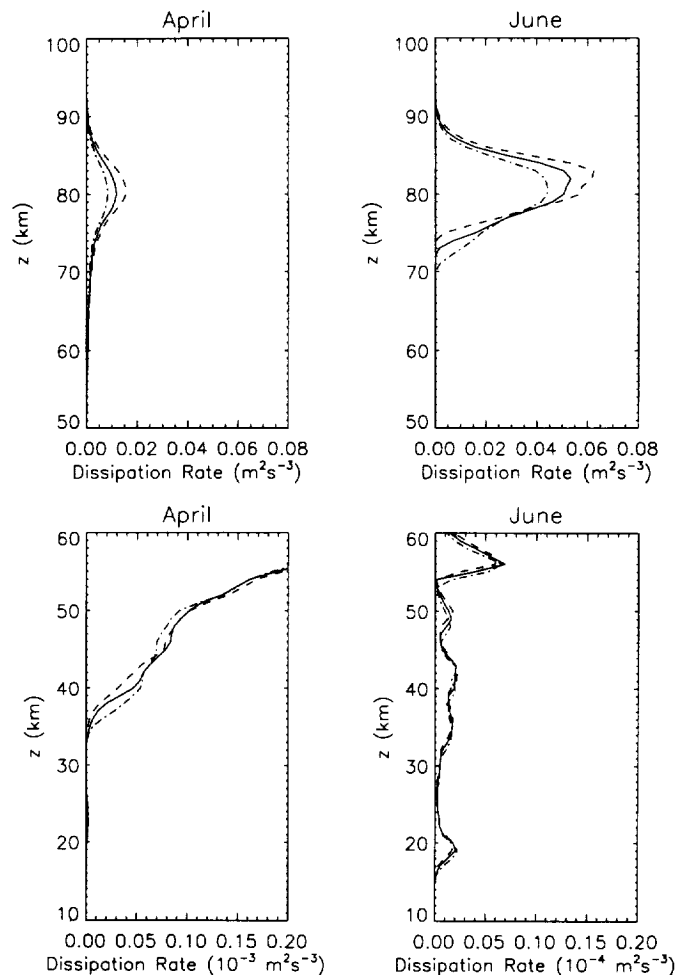 April
June
100
90
80
70
60
50
z (km)
0.00 0.02 0.04 0.06 0.08
Dissipation Rate (m²s⁻³)
100
90
80
70
60
50
z (km)
0.00 0.02 0.04 0.06 0.08
Dissipation Rate (m²s⁻³)
April
June
60
50
40
30
20
10
z (km)
0.00 0.05 0.10 0.15 0.20
Dissipation Rate (10⁻³ m²s⁻³)
60
50
40
30
20
10
z (km)
0.00 0.05 0.10 0.15 0.20
Dissipation Rate (10⁻⁴ m²s⁻³)